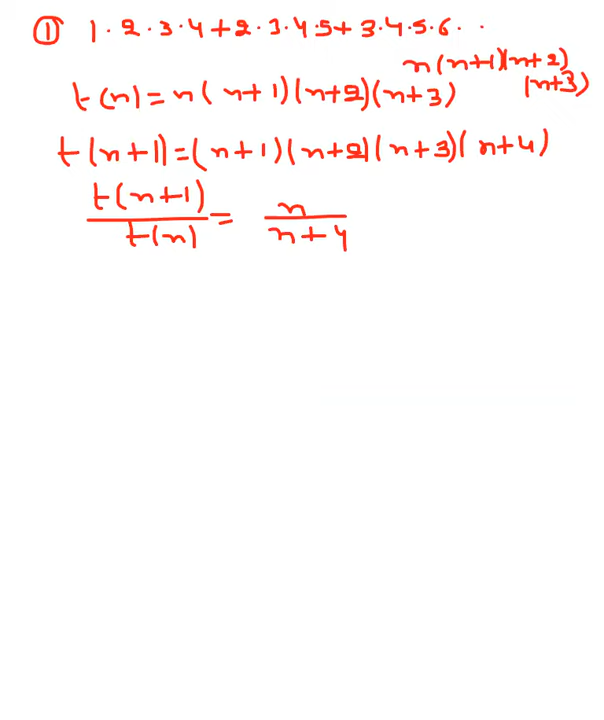 ① 1·2·3·4+2·3·4·5+3·4·5·6··
n(n+1)(n+2)
(n+3)
t(n)=n(n+1)(n+2)(n+3)
t(n+1)=(n+1)(n+2)(n+3)(n+4)
t(n+1)/t(n) = n/n+4